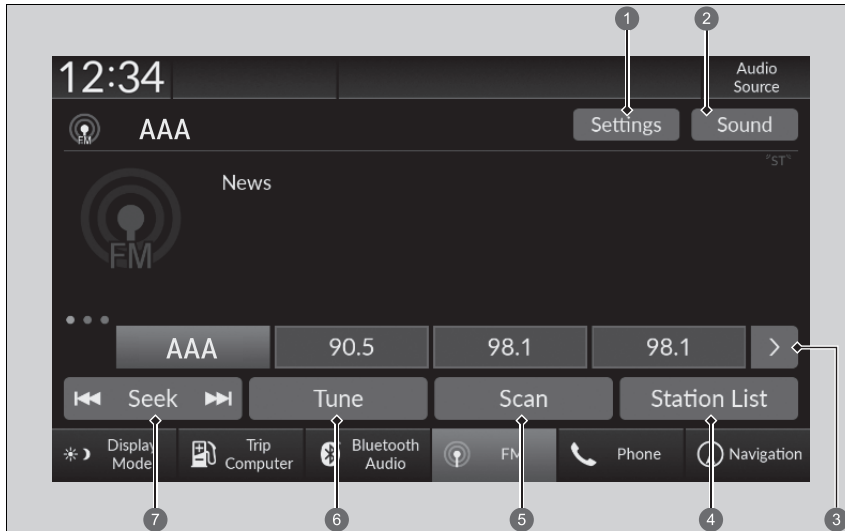 1 2
12:34
Audio
Source
FM AAA Settings Sound
"ST"
News
FM
AAA 90.5 98.1 98.1 >
Seek Tune Scan Station List
Display
Mode
Trip
Computer
Bluetooth
Audio
FM
Phone
Navigation
7 6 5 4 3